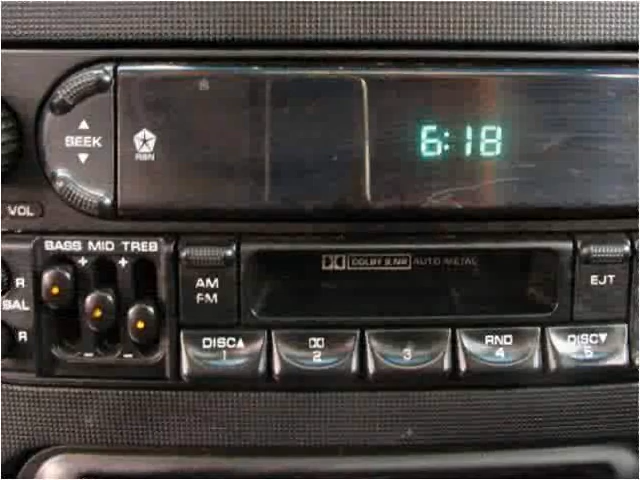 6:18
SEEK
RBN
VOL
BASS MID TREB
+ +
R
BAL
R
- -
AM
FM
DOLBY B NR AUTO METAL
EJT
DISC▲
1
2
3
RND
4
DISC▼
5